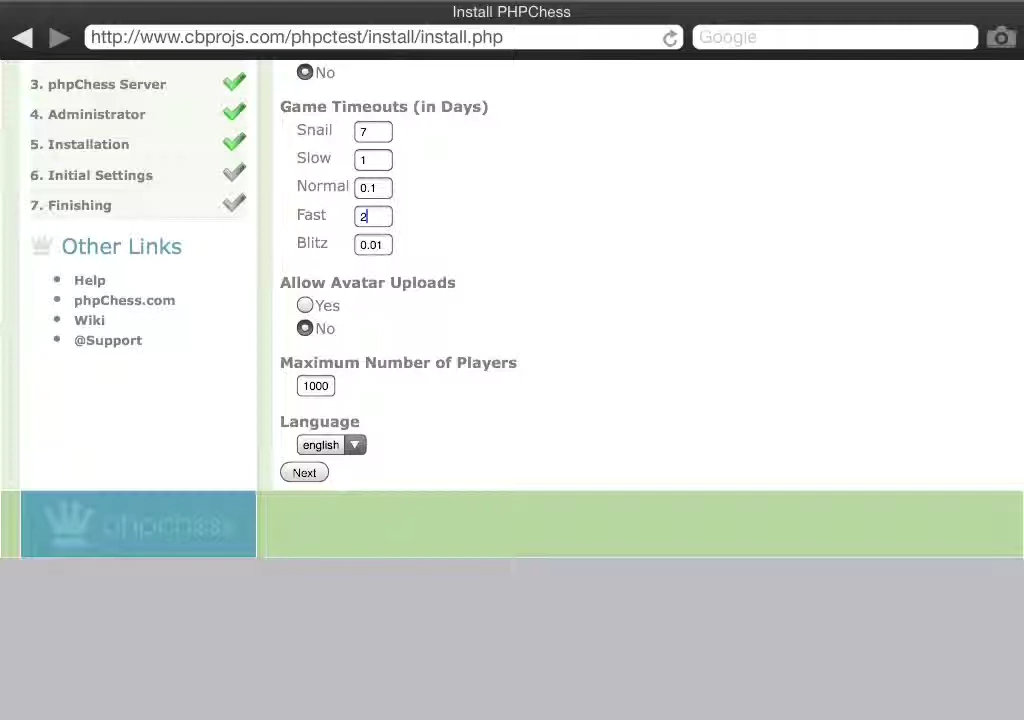 Install PHPChess
http://www.cbprojs.com/phpctest/install/install.php
Google
3. phpChess Server
4. Administrator
5. Installation
6. Initial Settings
7. Finishing
Other Links
Help
phpChess.com
Wiki
@Support
No
Game Timeouts (in Days)
Snail 7
Slow 1
Normal 0.1
Fast 2
Blitz 0.01
Allow Avatar Uploads
Yes
No
Maximum Number of Players
1000
Language
english
Next
phpchess